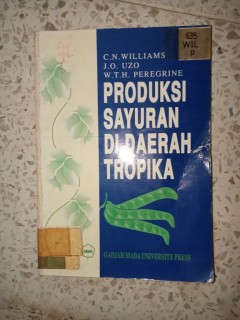 C.N. WILLIAMS
J.O. UZO
W.T.H. PEREGRINE
635
WIL
P
PRODUKSI
SAYURAN
DI DAERAH
TROPIKA
GADJAH MADA UNIVERSITY PRESS